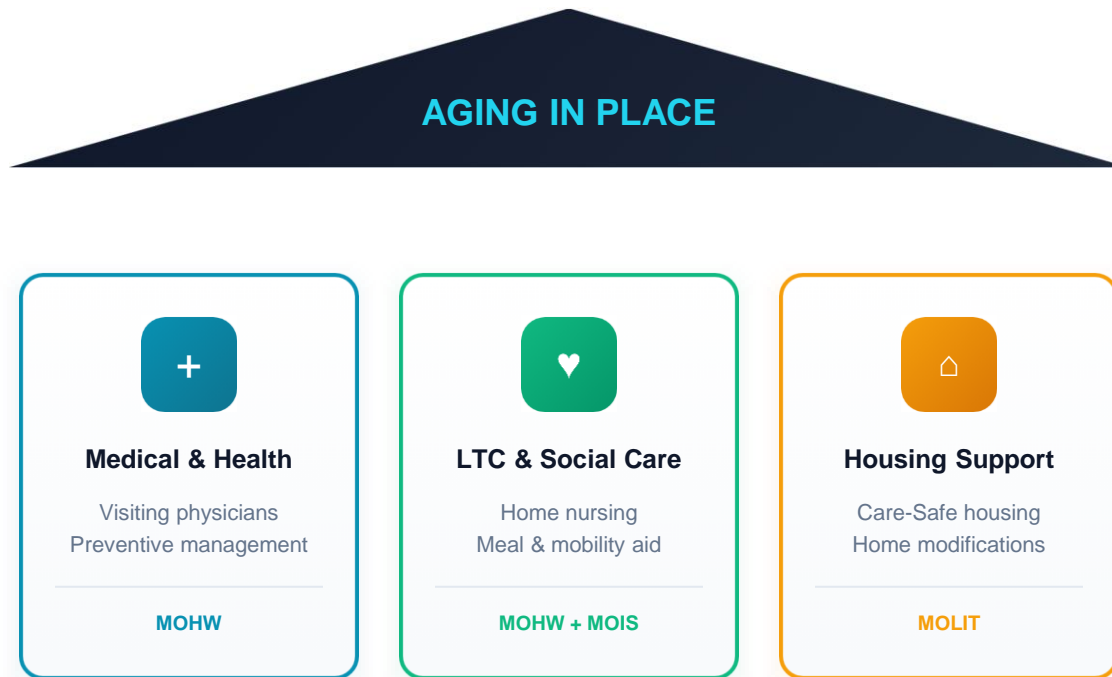 AGING IN PLACE
Medical & Health
Visiting physicians
Preventive management
MOHW
LTC & Social Care
Home nursing
Meal & mobility aid
MOHW + MOIS
Housing Support
Care-Safe housing
Home modifications
MOLIT